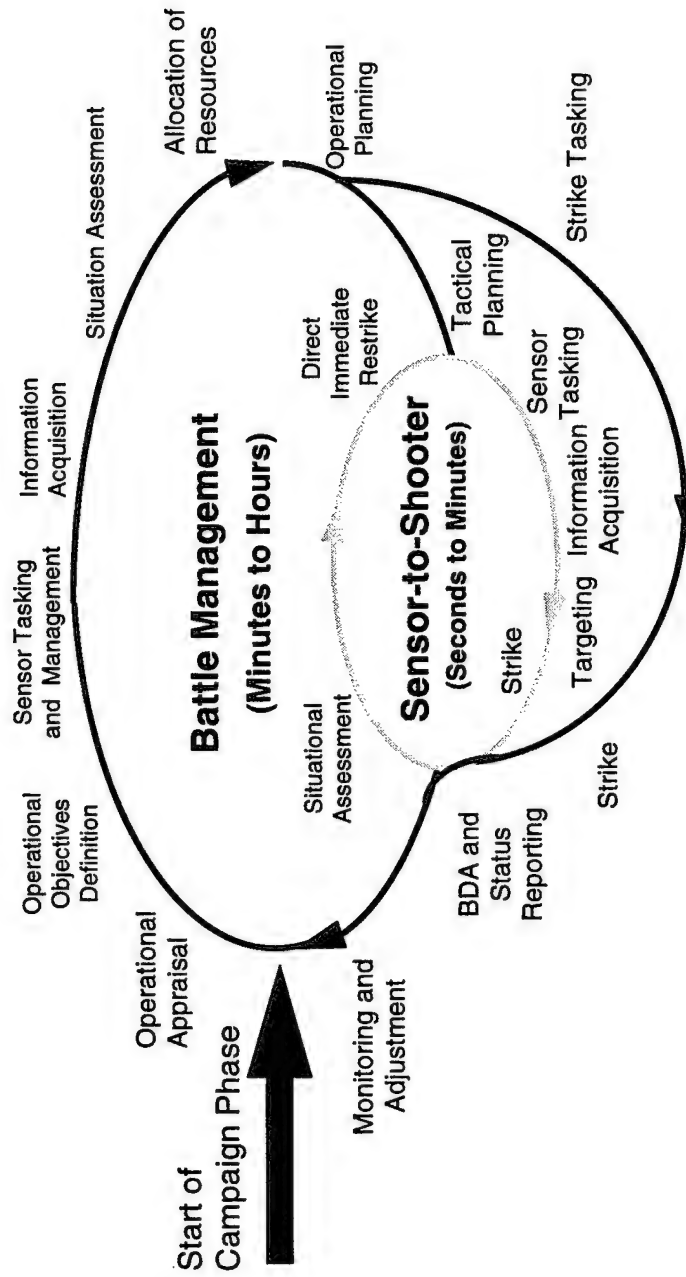 Start of
Campaign Phase
Operational
Appraisal
Operational
Objectives
Definition
Sensor Tasking
and Management
Information
Acquisition
Situation Assessment
Allocation of
Resources
Operational
Planning
Strike Tasking
Battle Management
(Minutes to Hours)
Direct
Immediate
Restrike
Tactical
Planning
Situational
Assessment
Sensor-to-Shooter
(Seconds to Minutes)
Sensor
Tasking
Information
Acquisition
Targeting
Strike
Strike
BDA and
Status
Reporting
Monitoring and
Adjustment